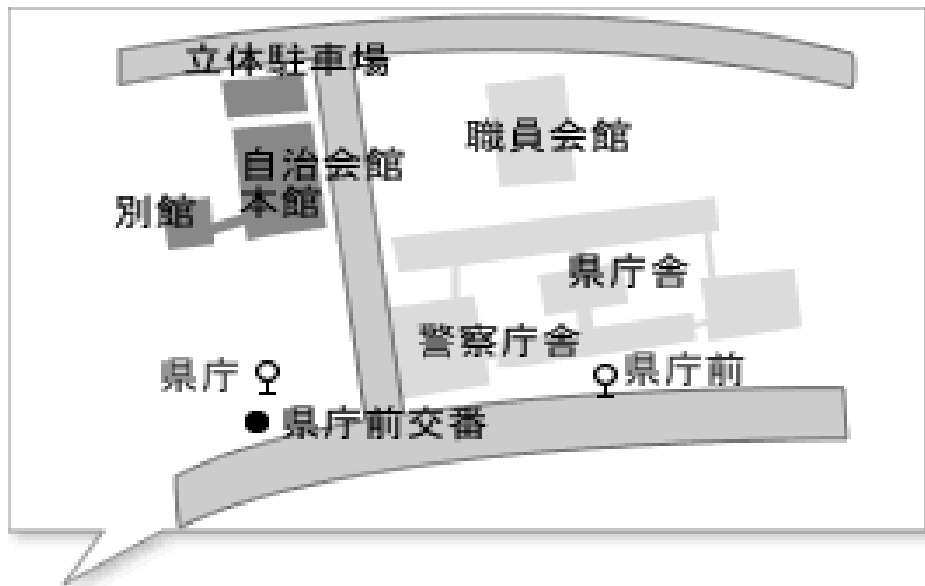 立体駐車場
職員会館
自治会館
本館
別館
県庁舎
警察庁舎
県庁
県庁前
県庁前交番